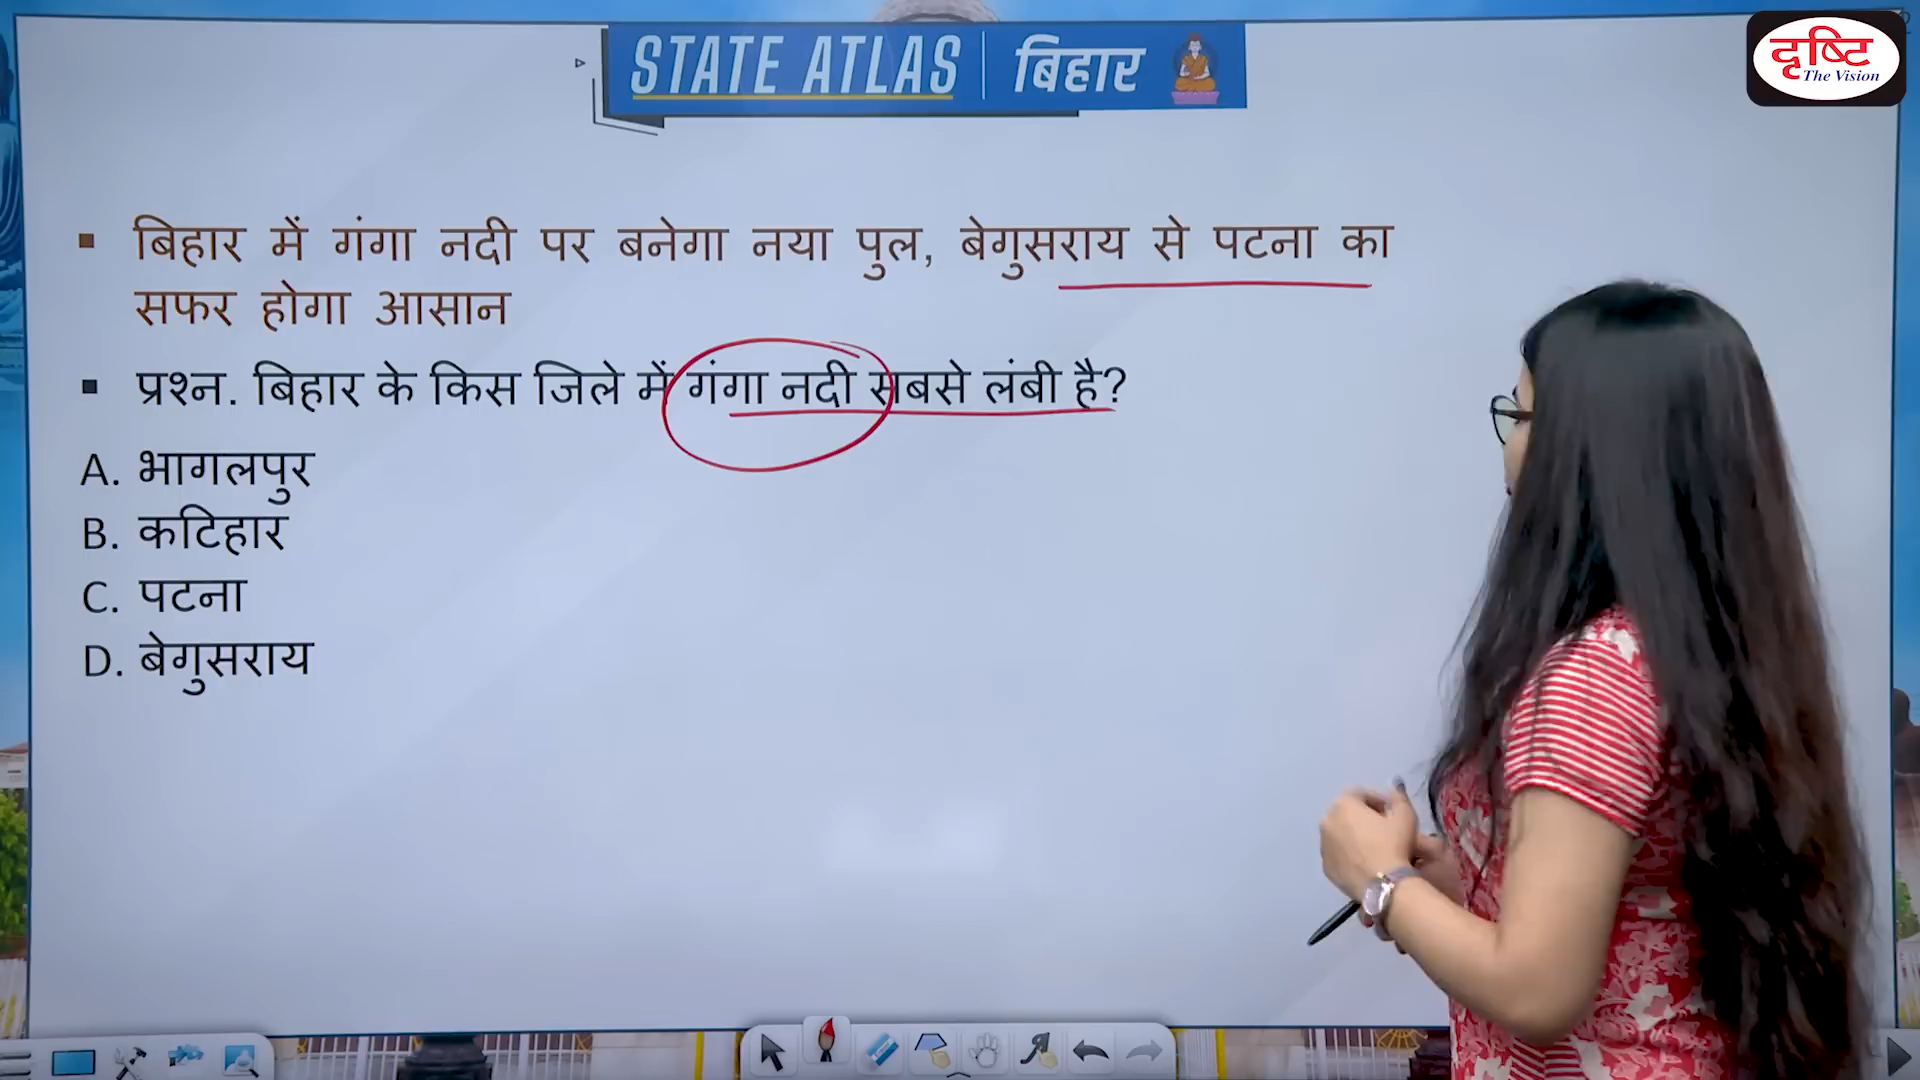 STATE ATLAS | बिहार
दृष्टि
The Vision
▪ बिहार में गंगा नदी पर बनेगा नया पुल, बेगुसराय से पटना का
सफर होगा आसान
▪ प्रश्न. बिहार के किस जिले में गंगा नदी सबसे लंबी है?
A. भागलपुर
B. कटिहार
C. पटना
D. बेगुसराय